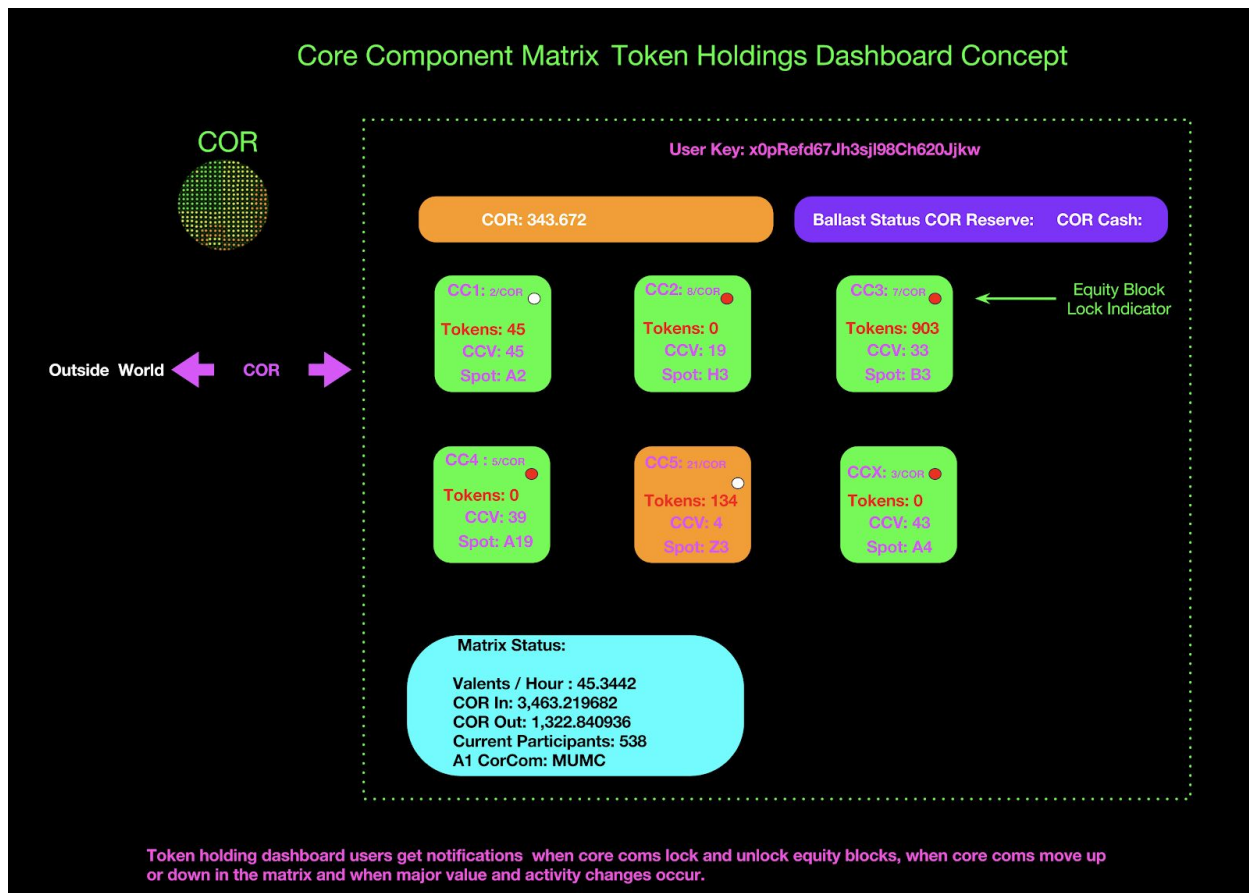 Core Component Matrix Token Holdings Dashboard Concept
COR
User Key: x0pRefd67Jh3sjl98Ch620Jjkw
COR: 343.672
Ballast Status COR Reserve: COR Cash:
CC1: 2/COR
Tokens: 45
CCV: 45
Spot: A2
CC2: 8/COR
Tokens: 0
CCV: 19
Spot: H3
CC3: 7/COR
Tokens: 903
CCV: 33
Spot: B3
Equity Block
Lock Indicator
Outside World
COR
CC4 : 5/COR
Tokens: 0
CCV: 39
Spot: A19
CC5: 21/COR
Tokens: 134
CCV: 4
Spot: Z3
CCX: 3/COR
Tokens: 0
CCV: 43
Spot: A4
Matrix Status:
Valents / Hour : 45.3442
COR In: 3,463.219682
COR Out: 1,322.840936
Current Participants: 538
A1 CorCom: MUMC
Token holding dashboard users get notifications when core coms lock and unlock equity blocks, when core coms move up
or down in the matrix and when major value and activity changes occur.